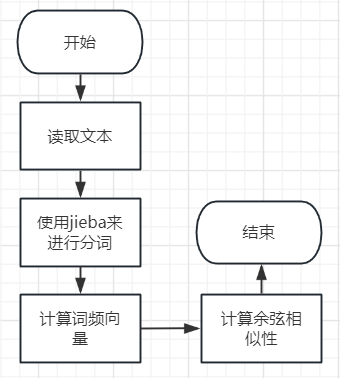 开始
读取文本
使用jieba来
进行分词
计算词频向
量
计算余弦相
似性
结束